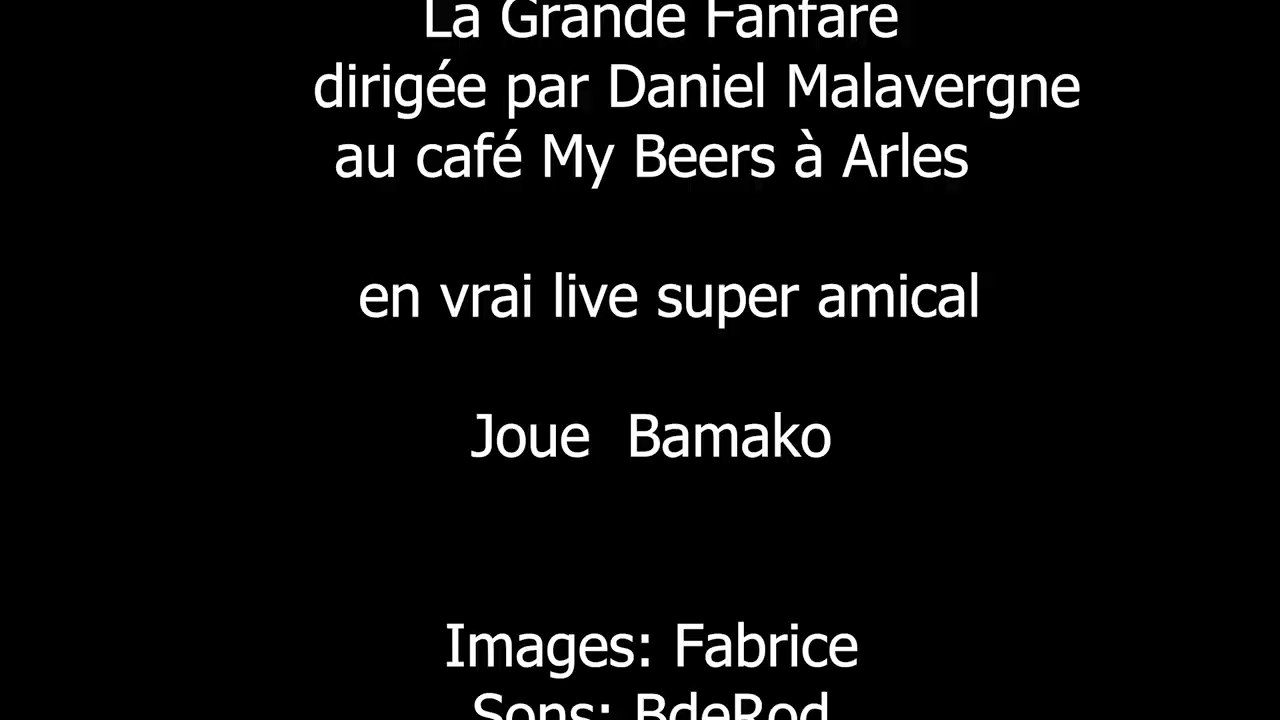 La Grande Fanfare
dirigée par Daniel Malavergne
au café My Beers à Arles
en vrai live super amical
Joue  Bamako
Images: Fabrice
Sons: BdeRod